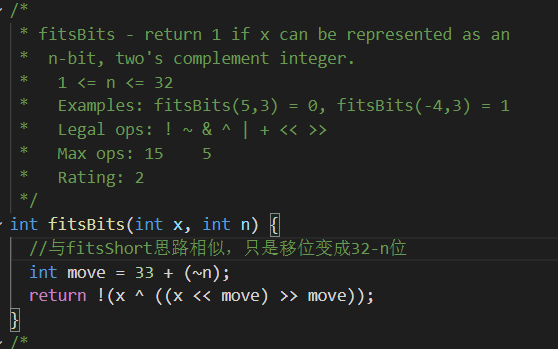 /*
 * fitsBits - return 1 if x can be represented as an
 *  n-bit, two's complement integer.
 *   1 <= n <= 32
 *   Examples: fitsBits(5,3) = 0, fitsBits(-4,3) = 1
 *   Legal ops: ! ~ & ^ | + << >>
 *   Max ops: 15    5
 *   Rating: 2
 */
int fitsBits(int x, int n) {
  //与fitsShort思路相似，只是移位变成32-n位
  int move = 33 + (~n);
  return !(x ^ ((x << move) >> move));
}
/*